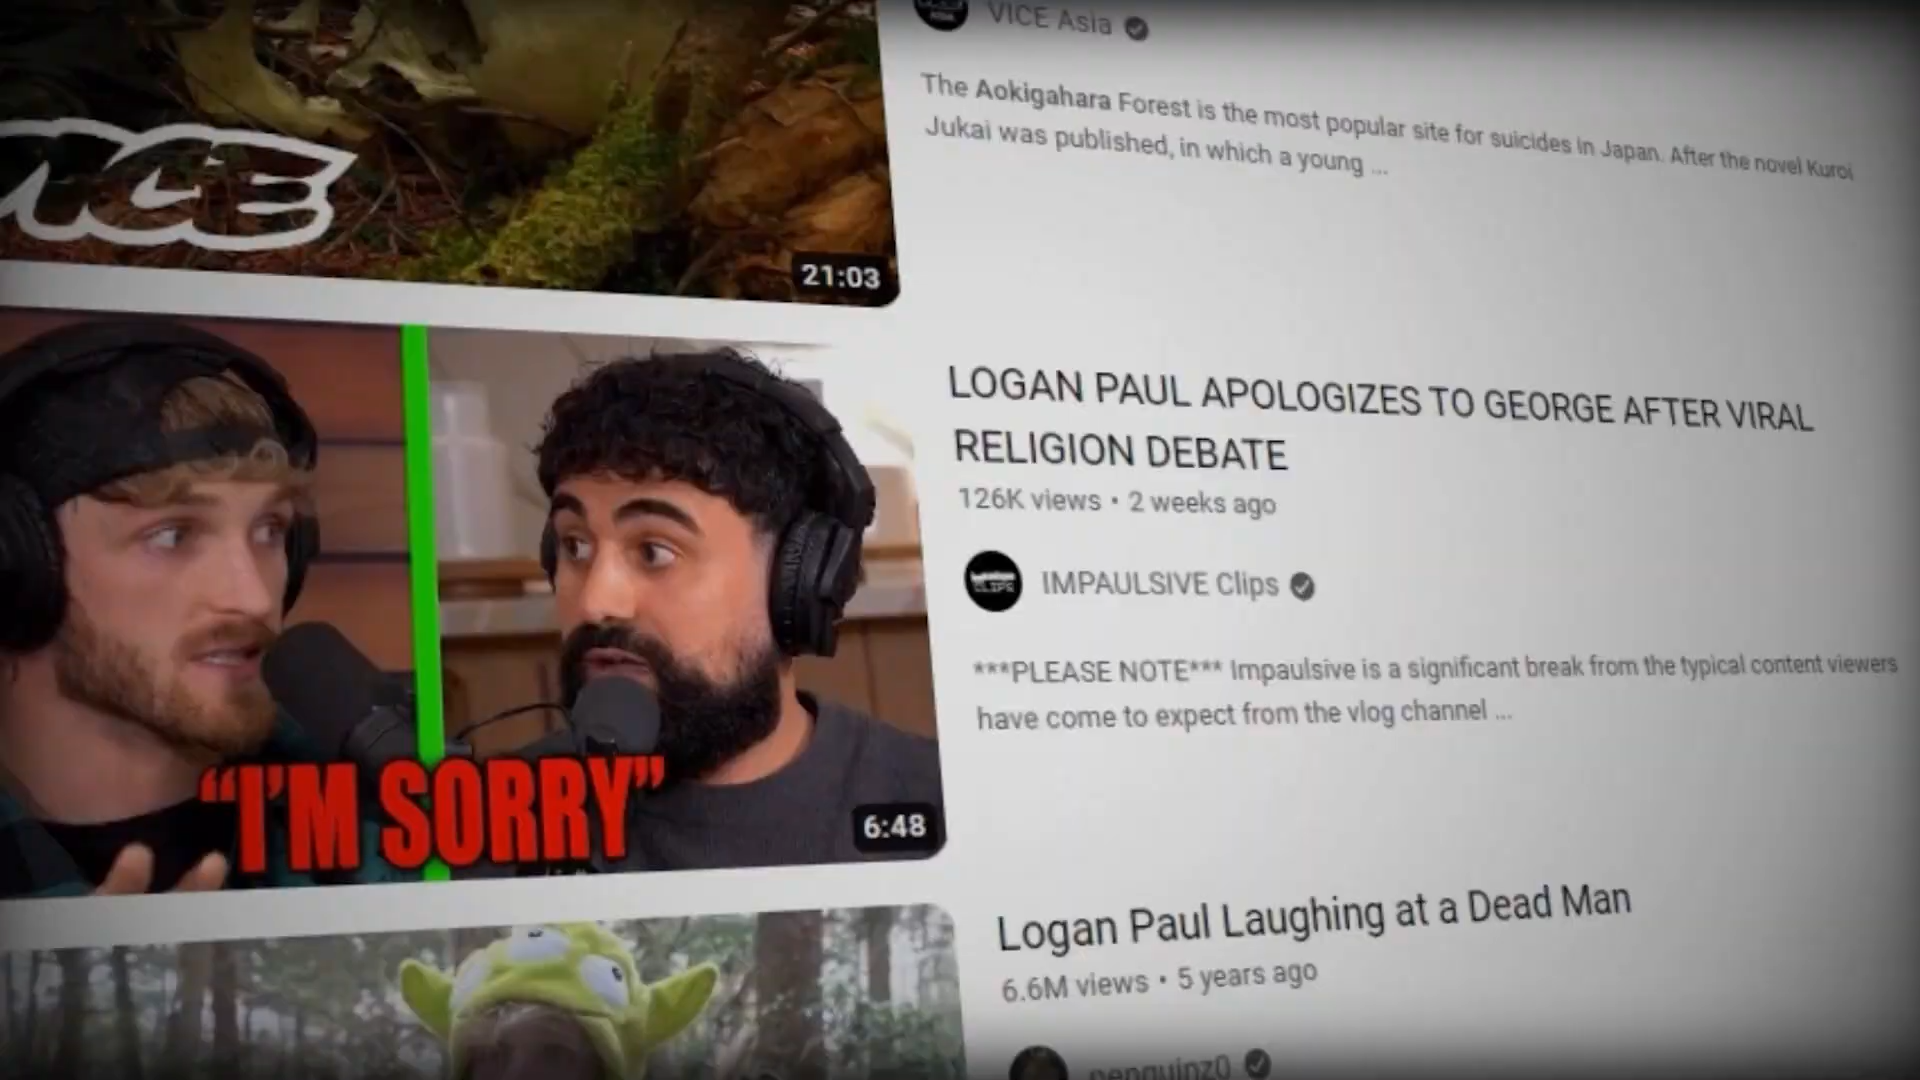 VICE Asia
The Aokigahara Forest is the most popular site for suicides in Japan. After the novel Kuroi
Jukai was published, in which a young ...
VICE
21:03
LOGAN PAUL APOLOGIZES TO GEORGE AFTER VIRAL
RELIGION DEBATE
126K views • 2 weeks ago
IMPAULSIVE Clips
***PLEASE NOTE*** Impaulsive is a significant break from the typical content viewers
have come to expect from the vlog channel ...
"I'M SORRY"
6:48
Logan Paul Laughing at a Dead Man
6.6M views • 5 years ago
penguinz0